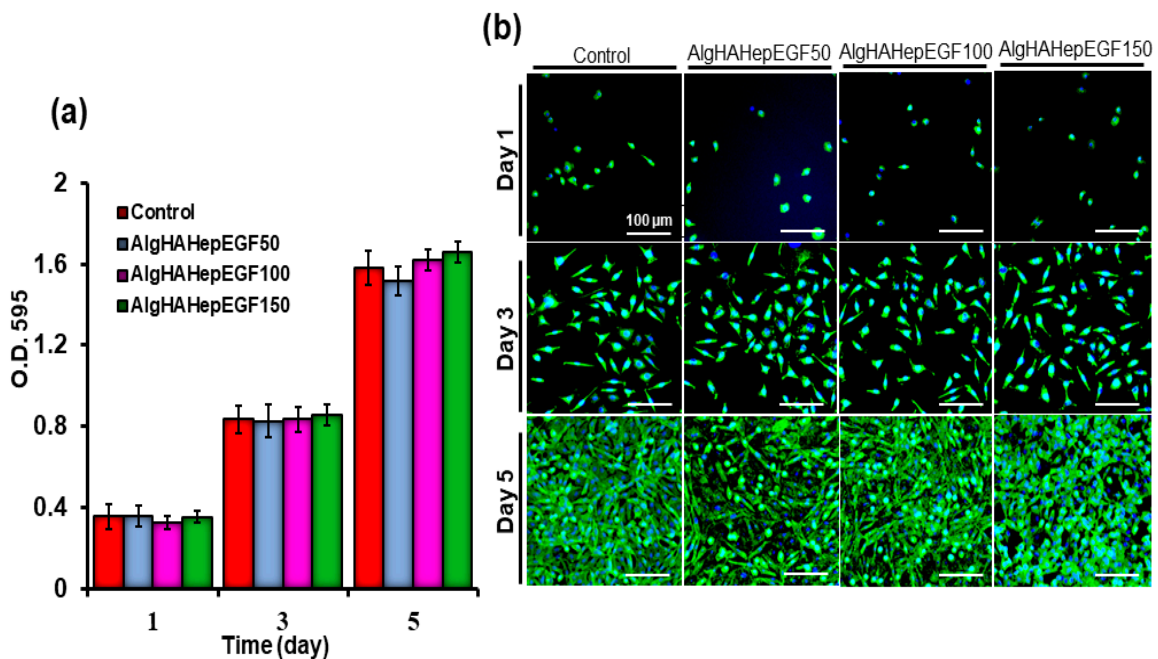 (a)
2
1.6
1.2
0.8
0.4
0
O.D. 595
Control
AlgHAHepEGF50
AlgHAHepEGF100
AlgHAHepEGF150
1 3 5
Time (day)
(b)
Control AlgHAHepEGF50 AlgHAHepEGF100 AlgHAHepEGF150
Day 1
100 µm
Day 3
Day 5